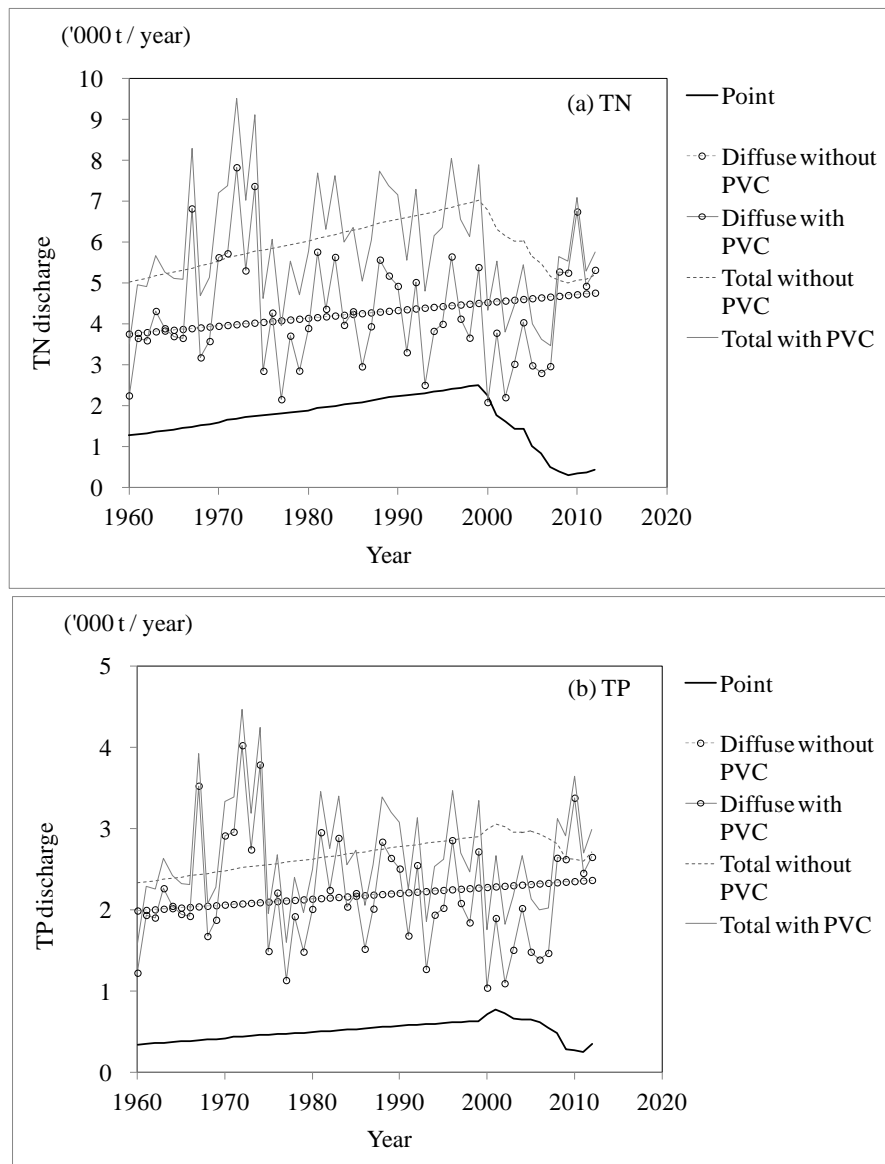 ('000 t / year)
10
9
8
7
6
5
4
3
2
1
0
TN discharge
(a) TN
1960 1970 1980 1990 2000 2010 2020
Year
Point
Diffuse without
PVC
Diffuse with
PVC
Total without
PVC
Total with PVC
('000 t / year)
5
4
3
2
1
0
TP discharge
(b) TP
1960 1970 1980 1990 2000 2010 2020
Year
Point
Diffuse without
PVC
Diffuse with
PVC
Total without
PVC
Total with PVC